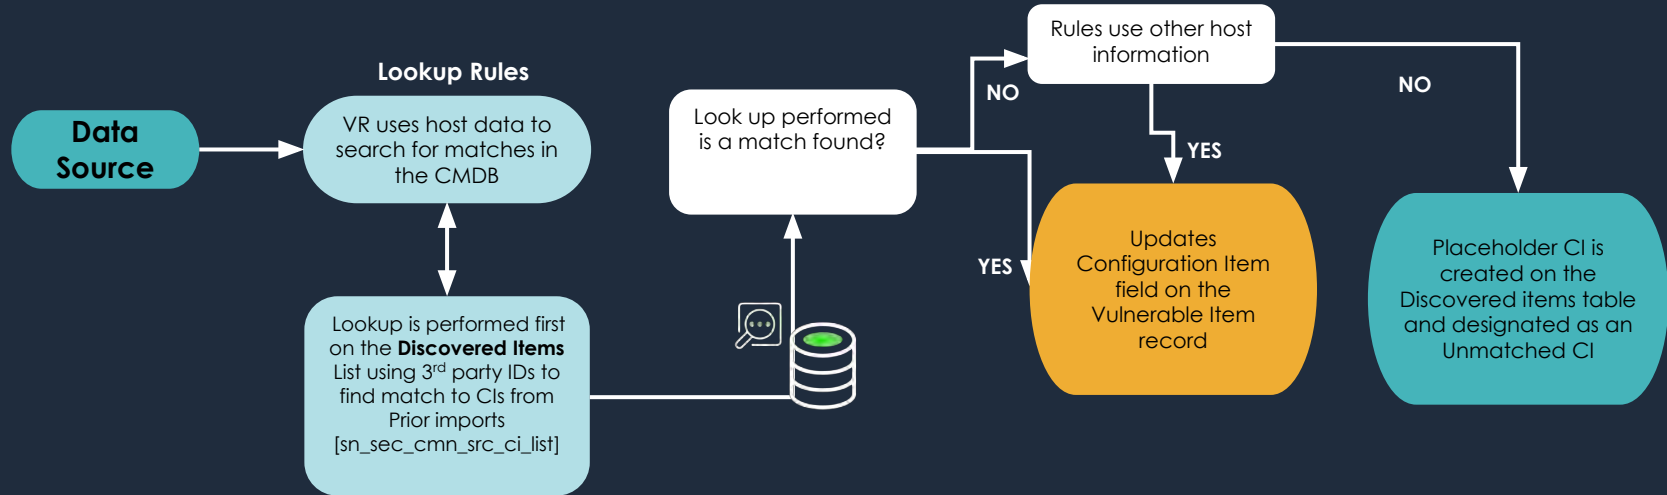 Data
Source
Lookup Rules
VR uses host data to
search for matches in
the CMDB
Lookup is performed first
on the Discovered Items
List using 3rd party IDs to
find match to CIs from
Prior imports
[sn_sec_cmn_src_ci_list]
Look up performed
is a match found?
NO
YES
Rules use other host
information
YES
NO
Updates
Configuration Item
field on the
Vulnerable Item
record
Placeholder CI is
created on the
Discovered items table
and designated as an
Unmatched CI